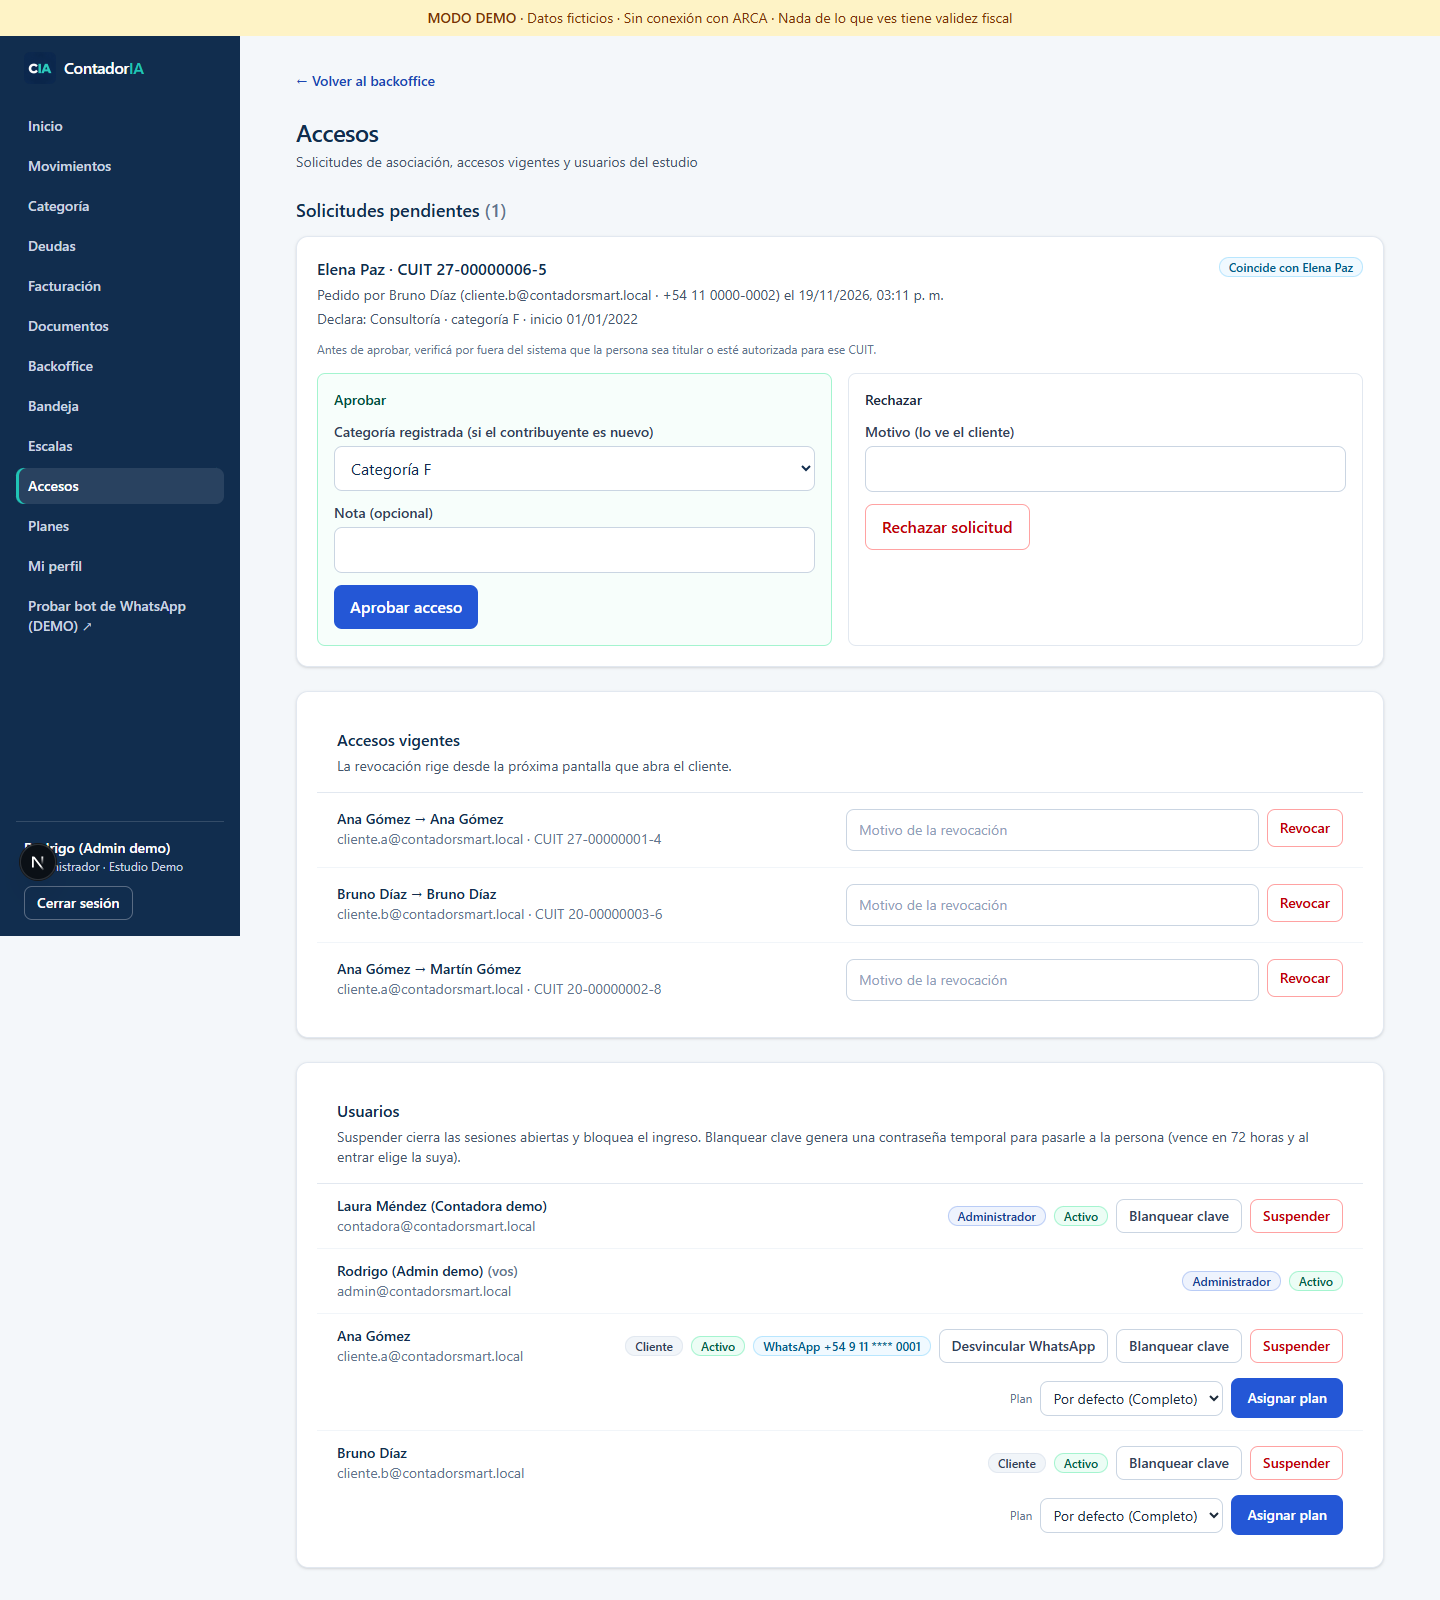 MODO DEMO · Datos ficticios · Sin conexión con ARCA · Nada de lo que ves tiene validez fiscal
CIA ContadorIA
Inicio
Movimientos
Categoría
Deudas
Facturación
Documentos
Backoffice
Bandeja
Escalas
Accesos
Planes
Mi perfil
Probar bot de WhatsApp
(DEMO) ↗
(Admin demo)
N
· Estudio Demo
Cerrar sesión
← Volver al backoffice
Accesos
Solicitudes de asociación, accesos vigentes y usuarios del estudio
Solicitudes pendientes (1)
Elena Paz · CUIT 27-00000006-5
Coincide con Elena Paz
Pedido por Bruno Díaz (cliente.b@contadorsmart.local · +54 11 0000-0002) el 19/11/2026, 03:11 p. m.
Declara: Consultoría · categoría F · inicio 01/01/2022
Antes de aprobar, verificá por fuera del sistema que la persona sea titular o esté autorizada para ese CUIT.
Aprobar
Categoría registrada (si el contribuyente es nuevo)
Categoría F
Nota (opcional)
Aprobar acceso
Rechazar
Motivo (lo ve el cliente)
Rechazar solicitud
Accesos vigentes
La revocación rige desde la próxima pantalla que abra el cliente.
Ana Gómez → Ana Gómez
cliente.a@contadorsmart.local · CUIT 27-00000001-4
Motivo de la revocación
Revocar
Bruno Díaz → Bruno Díaz
cliente.b@contadorsmart.local · CUIT 20-00000003-6
Motivo de la revocación
Revocar
Ana Gómez → Martín Gómez
cliente.a@contadorsmart.local · CUIT 20-00000002-8
Motivo de la revocación
Revocar
Usuarios
Suspender cierra las sesiones abiertas y bloquea el ingreso. Blanquear clave genera una contraseña temporal para pasarle a la persona (vence en 72 horas y al
entrar elige la suya).
Laura Méndez (Contadora demo)
contadora@contadorsmart.local
Administrador
Activo
Blanquear clave
Suspender
Rodrigo (Admin demo) (vos)
admin@contadorsmart.local
Administrador
Activo
Ana Gómez
cliente.a@contadorsmart.local
Cliente
Activo
WhatsApp +54 9 11 **** 0001
Desvincular WhatsApp
Blanquear clave
Suspender
Plan
Por defecto (Completo)
Asignar plan
Bruno Díaz
cliente.b@contadorsmart.local
Cliente
Activo
Blanquear clave
Suspender
Plan
Por defecto (Completo)
Asignar plan